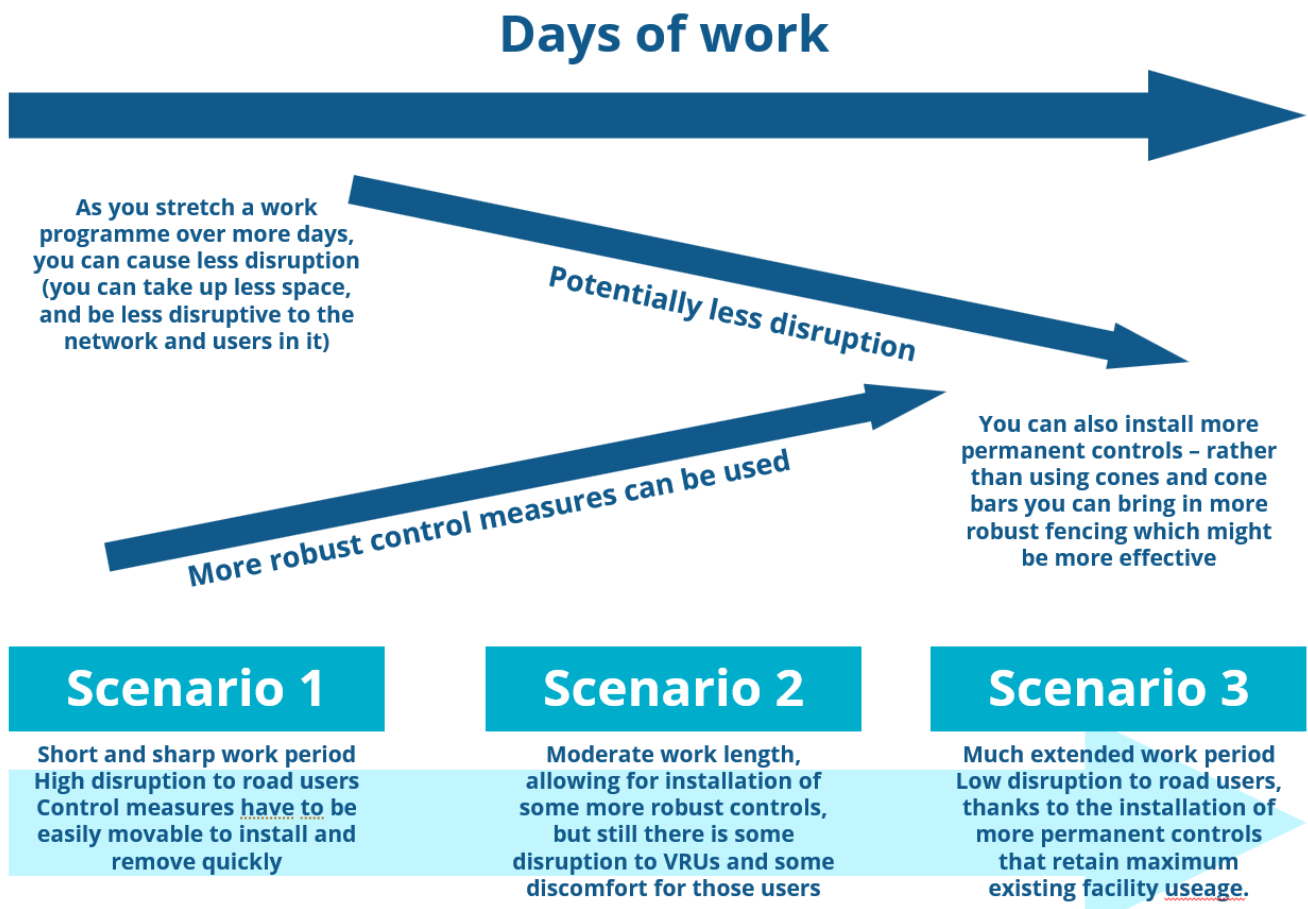 Days of work
As you stretch a work
programme over more days,
you can cause less disruption
(you can take up less space,
and be less disruptive to the
network and users in it)
Potentially less disruption
More robust control measures can be used
You can also install more
permanent controls – rather
than using cones and cone
bars you can bring in more
robust fencing which might
be more effective
Scenario 1
Short and sharp work period
High disruption to road users
Control measures have to be
easily movable to install and
remove quickly
Scenario 2
Moderate work length,
allowing for installation of
some more robust controls,
but still there is some
disruption to VRUs and some
discomfort for those users
Scenario 3
Much extended work period
Low disruption to road users,
thanks to the installation of
more permanent controls
that retain maximum
existing facility useage.